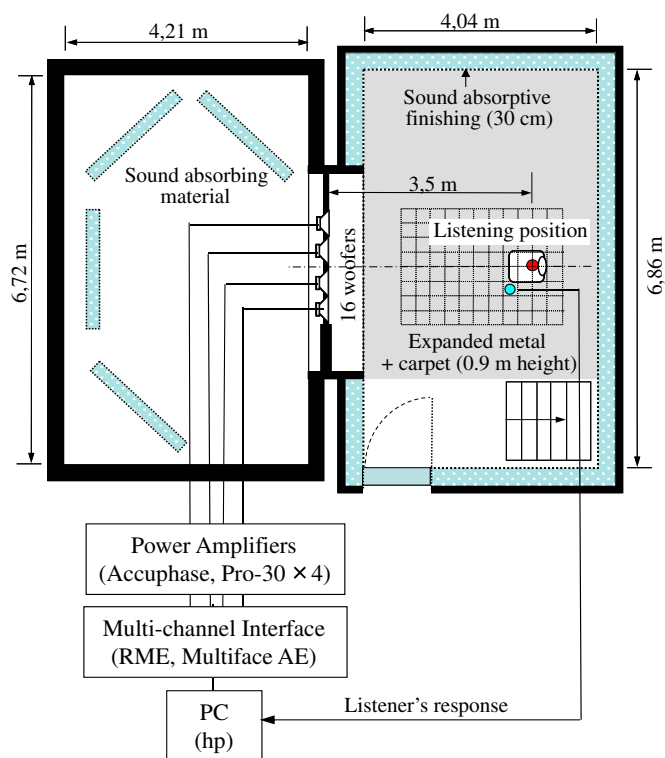 4,21 m
4,04 m
Sound absorptive
finishing (30 cm)
Sound absorbing
material
3,5 m
Listening position
6,72 m
16 woofers
6,86 m
Expanded metal
+ carpet (0.9 m height)
Power Amplifiers
(Accuphase, Pro-30 × 4)
Multi-channel Interface
(RME, Multiface AE)
Listener's response
PC
(hp)